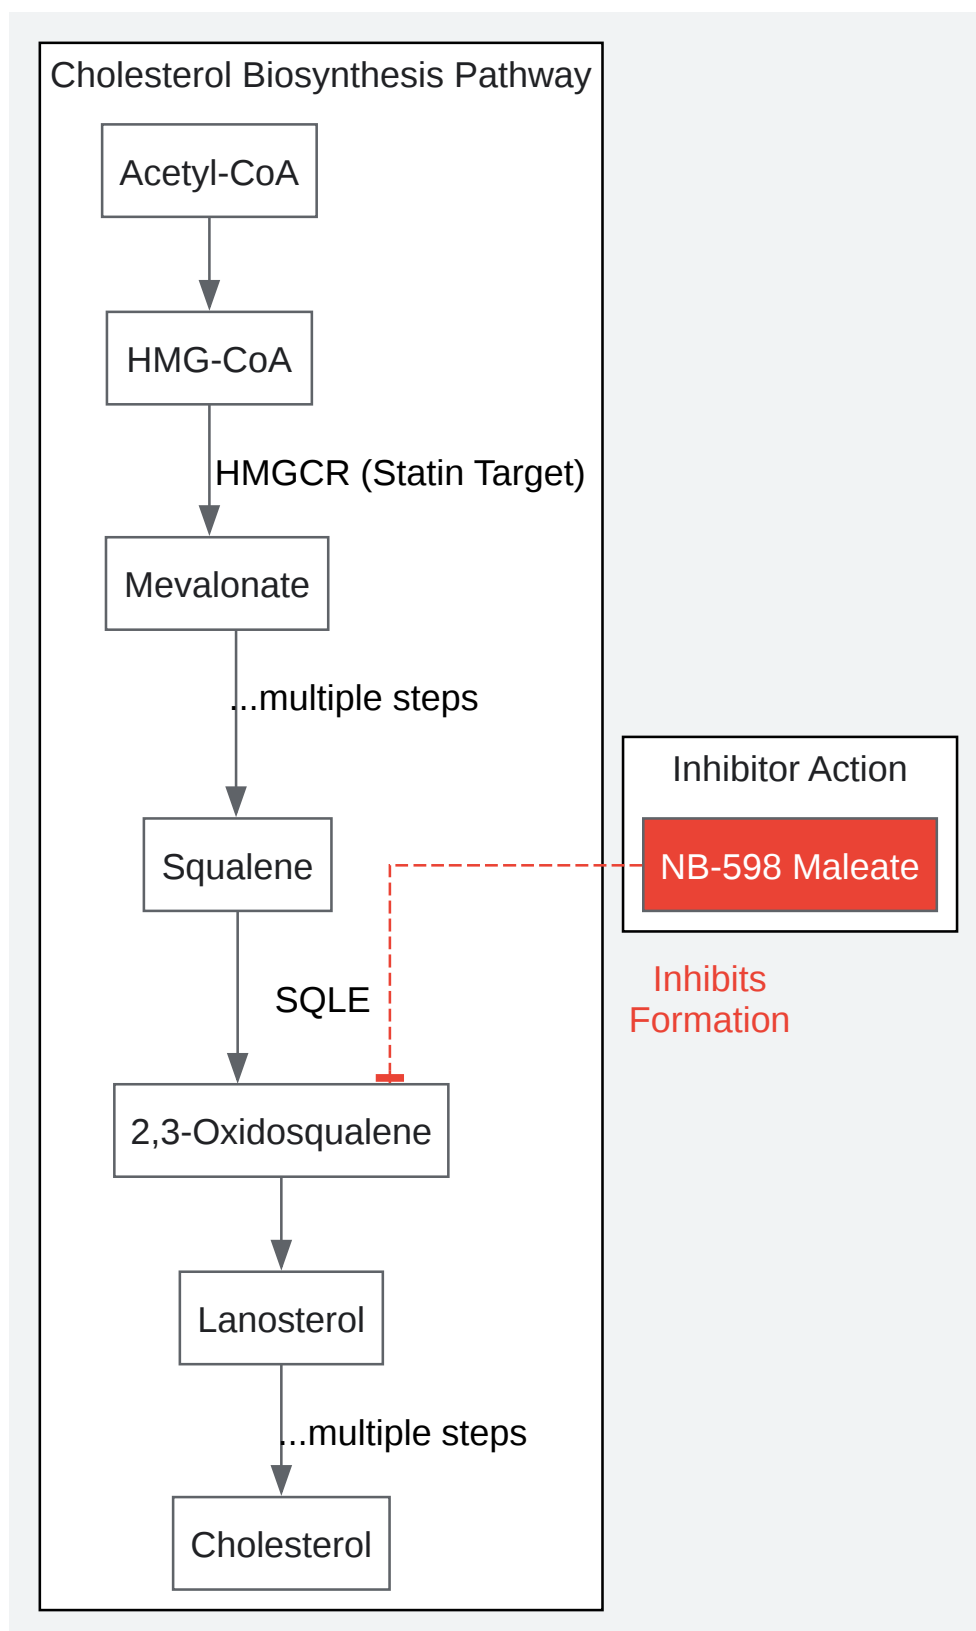 Cholesterol Biosynthesis Pathway
Acetyl-CoA
HMG-CoA
HMGCR (Statin Target)
Mevalonate
...multiple steps
Inhibitor Action
Squalene
NB-598 Maleate
Inhibits
Formation
SQLE
2,3-Oxidosqualene
Lanosterol
...multiple steps
Cholesterol